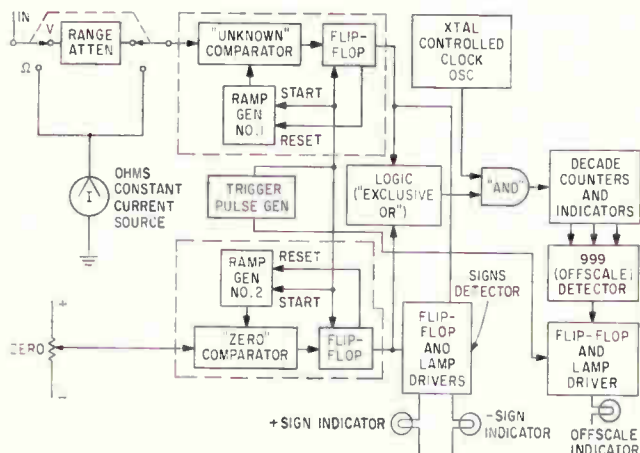 IN
V
RANGE
ATTEN
Ω
I
OHMS
CONSTANT
CURRENT
SOURCE
"UNKNOWN"
COMPARATOR
FLIP-
FLOP
RAMP
GEN
NO.1
START
RESET
TRIGGER
PULSE GEN
XTAL
CONTROLLED
CLOCK
OSC
LOGIC
("EXCLUSIVE
OR")
"AND"
DECADE
COUNTERS
AND
INDICATORS
999
(OFFSCALE)
DETECTOR
RAMP
GEN
NO.2
RESET
START
SIGNS
DETECTOR
+
ZERO
-
"ZERO"
COMPARATOR
FLIP-
FLOP
FLIP-
FLOP
AND
LAMP
DRIVERS
FLIP-FLOP
AND
LAMP
DRIVER
+SIGN INDICATOR
-SIGN
INDICATOR
OFFSCALE
INDICATOR